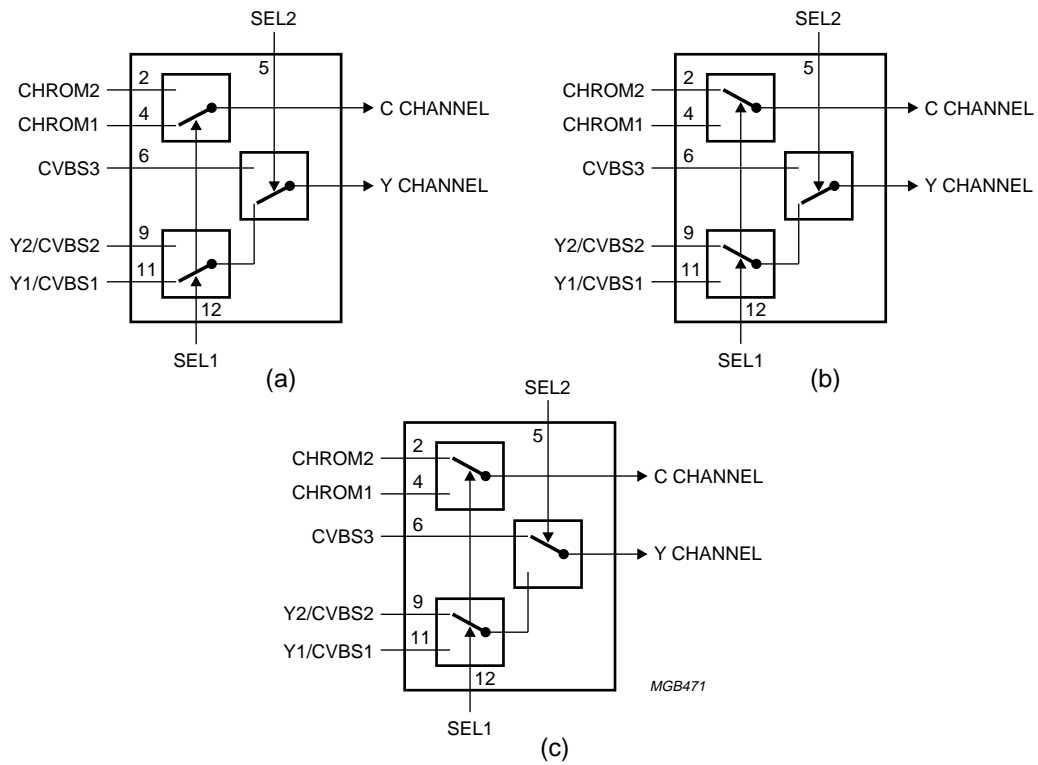 SEL2
5
CHROM2
2
C CHANNEL
CHROM1
4
CVBS3
6
Y CHANNEL
Y2/CVBS2
9
Y1/CVBS1
11
12
SEL1
(a)
SEL2
5
CHROM2
2
C CHANNEL
CHROM1
4
CVBS3
6
Y CHANNEL
Y2/CVBS2
9
Y1/CVBS1
11
12
SEL1
(b)
SEL2
5
CHROM2
2
C CHANNEL
CHROM1
4
CVBS3
6
Y CHANNEL
Y2/CVBS2
9
Y1/CVBS1
11
12
MGB471
SEL1
(c)